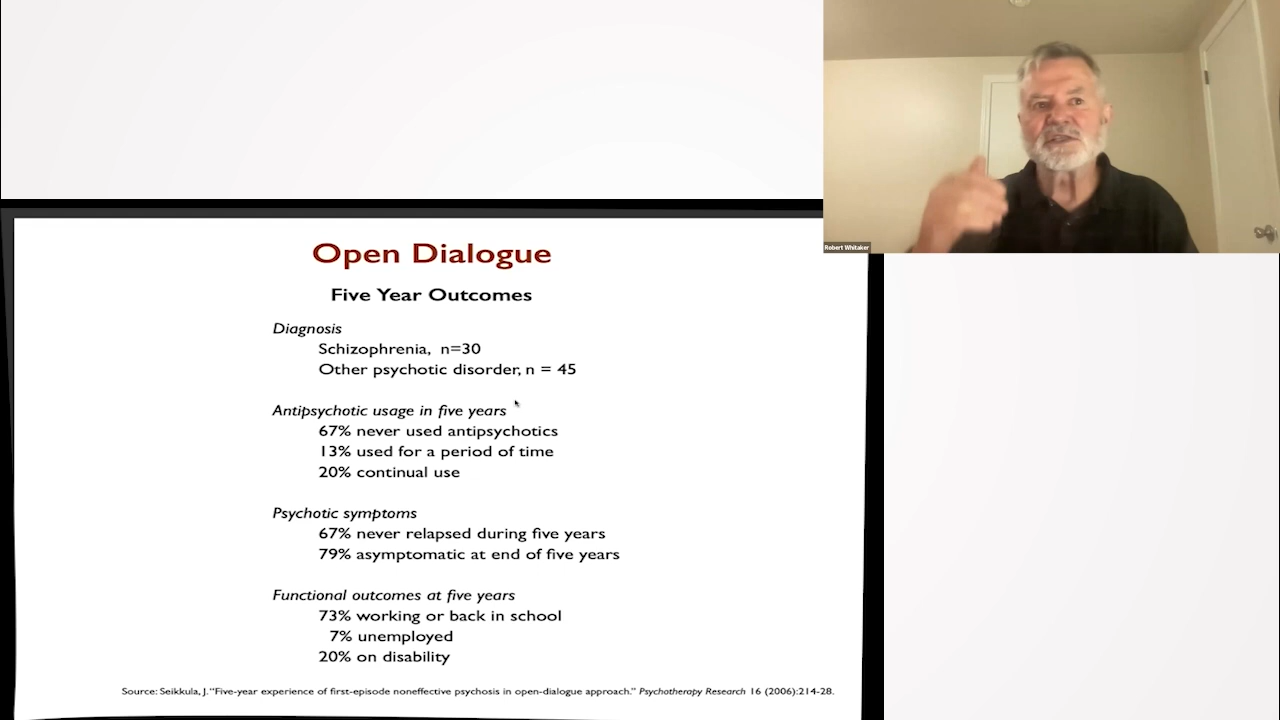 Robert Whitaker
Open Dialogue
Five Year Outcomes
Diagnosis
Schizophrenia, n=30
Other psychotic disorder, n = 45
Antipsychotic usage in five years
67% never used antipsychotics
13% used for a period of time
20% continual use
Psychotic symptoms
67% never relapsed during five years
79% asymptomatic at end of five years
Functional outcomes at five years
73% working or back in school
7% unemployed
20% on disability
Source: Seikkula, J. “Five-year experience of first-episode noneffective psychosis in open-dialogue approach.” Psychotherapy Research 16 (2006):214-28.